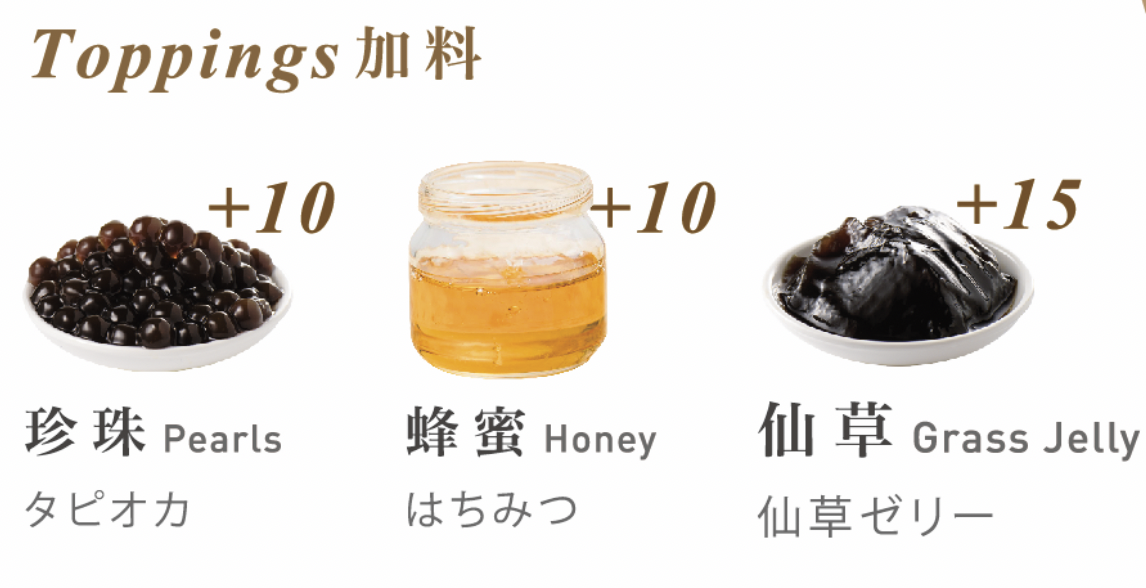 Toppings 加料
+10
+10
+15
珍珠 Pearls
タピオカ
蜂蜜 Honey
はちみつ
仙草 Grass Jelly
仙草ゼリー